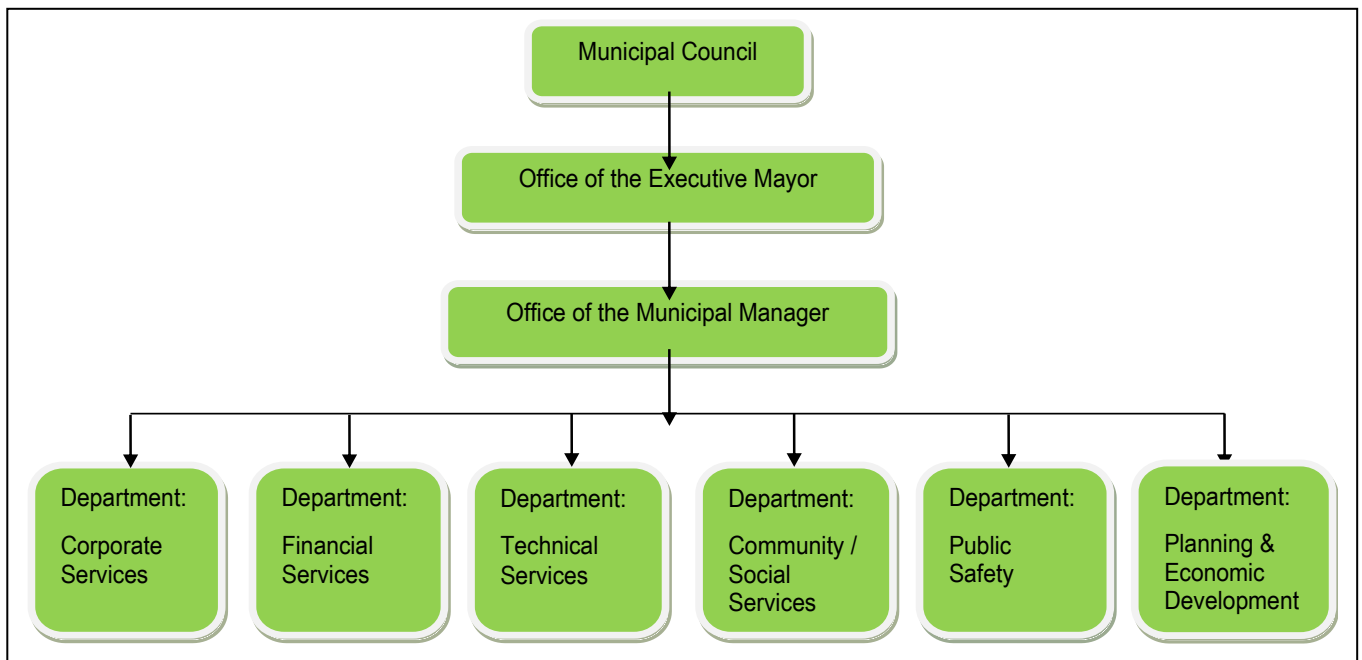 Municipal Council
Office of the Executive Mayor
Office of the Municipal Manager
Department:
Corporate
Services
Department:
Financial
Services
Department:
Technical
Services
Department:
Community /
Social
Services
Department:
Public
Safety
Department:
Planning &
Economic
Development